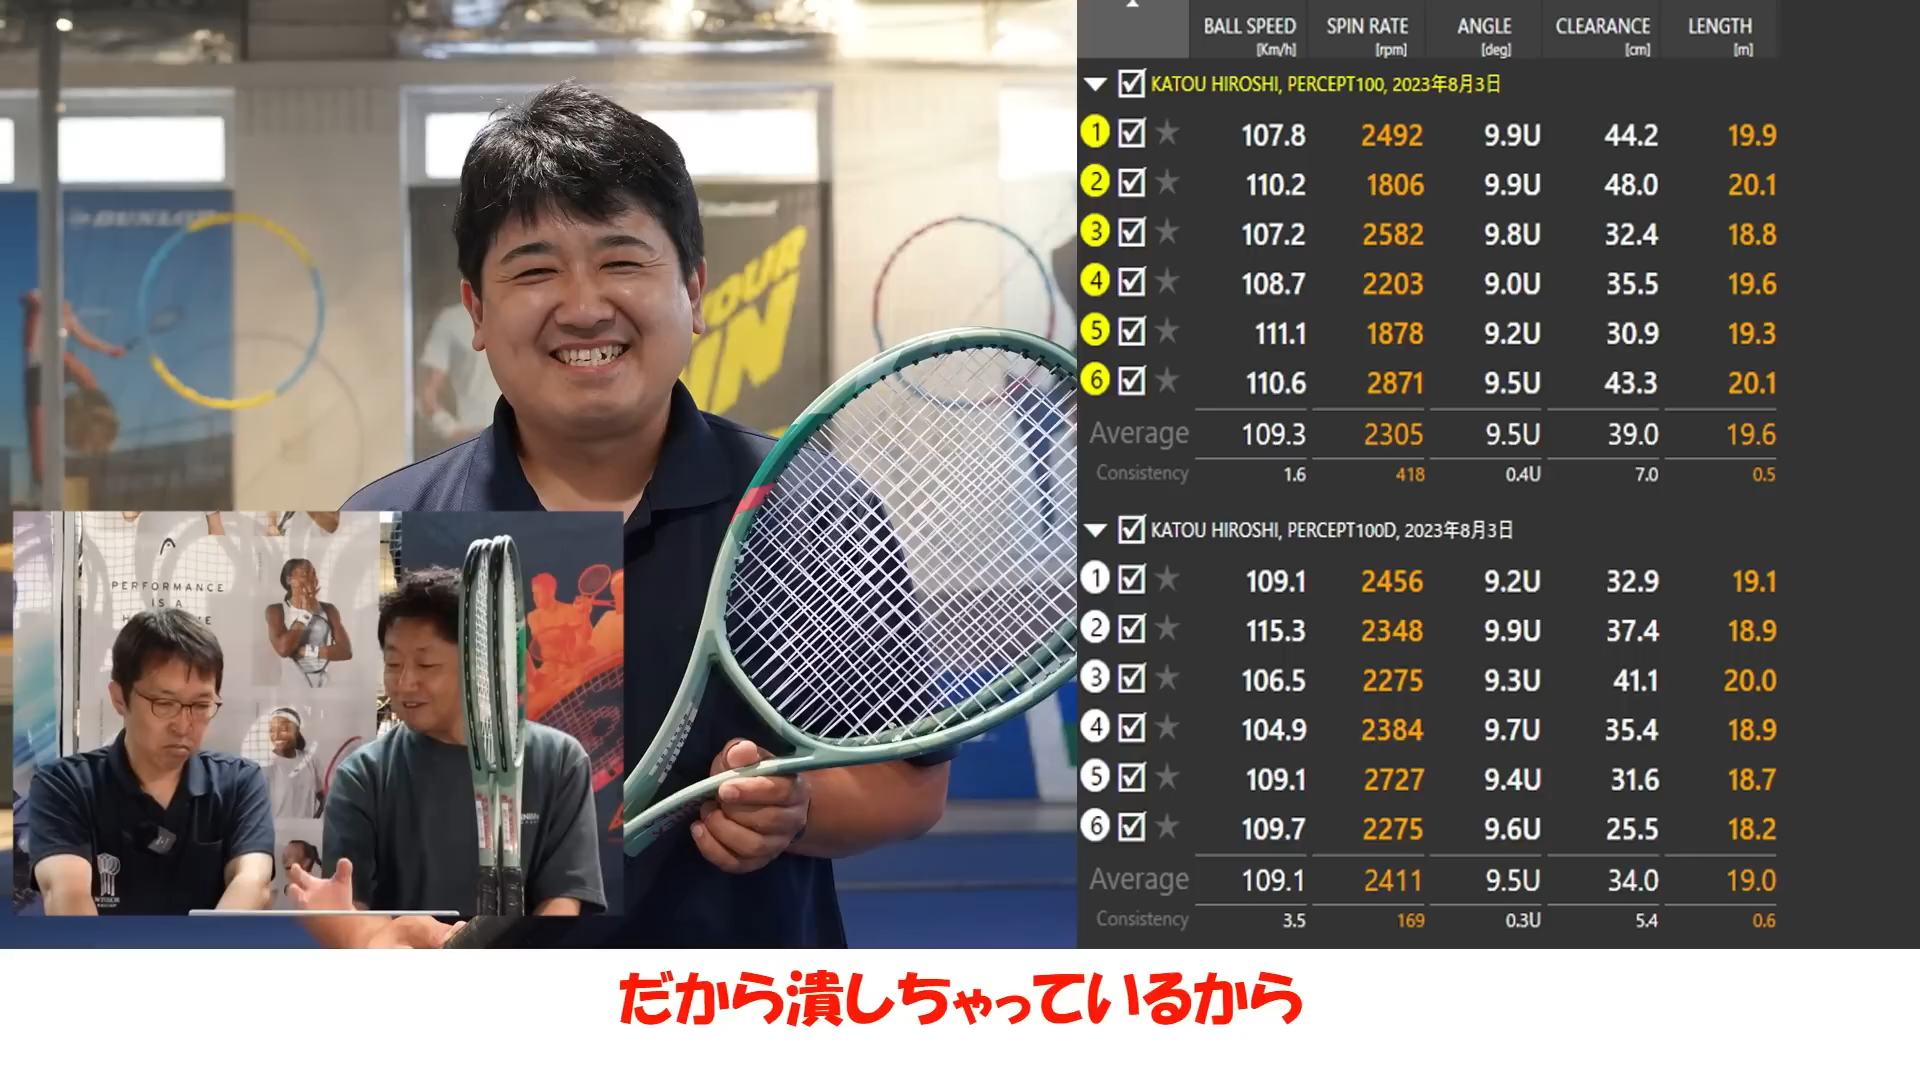 DUNLOP
YOUR
IN
PERFORMANCE
IS A
BALL SPEED SPIN RATE ANGLE CLEARANCE LENGTH
[Km/h] [rpm] [deg] [cm] [m]
KATOU HIROSHI, PERCEPT100, 2023年8月3日
1 107.8 2492 9.9U 44.2 19.9
2 110.2 1806 9.9U 48.0 20.1
3 107.2 2582 9.8U 32.4 18.8
4 108.7 2203 9.0U 35.5 19.6
5 111.1 1878 9.2U 30.9 19.3
6 110.6 2871 9.5U 43.3 20.1
Average 109.3 2305 9.5U 39.0 19.6
Consistency 1.6 418 0.4U 7.0 0.5
KATOU HIROSHI, PERCEPT100D, 2023年8月3日
1 109.1 2456 9.2U 32.9 19.1
2 115.3 2348 9.9U 37.4 18.9
3 106.5 2275 9.3U 41.1 20.0
4 104.9 2384 9.7U 35.4 18.9
5 109.1 2727 9.4U 31.6 18.7
6 109.7 2275 9.6U 25.5 18.2
Average 109.1 2411 9.5U 34.0 19.0
Consistency 3.5 169 0.3U 5.4 0.6
だから潰しちゃっているから